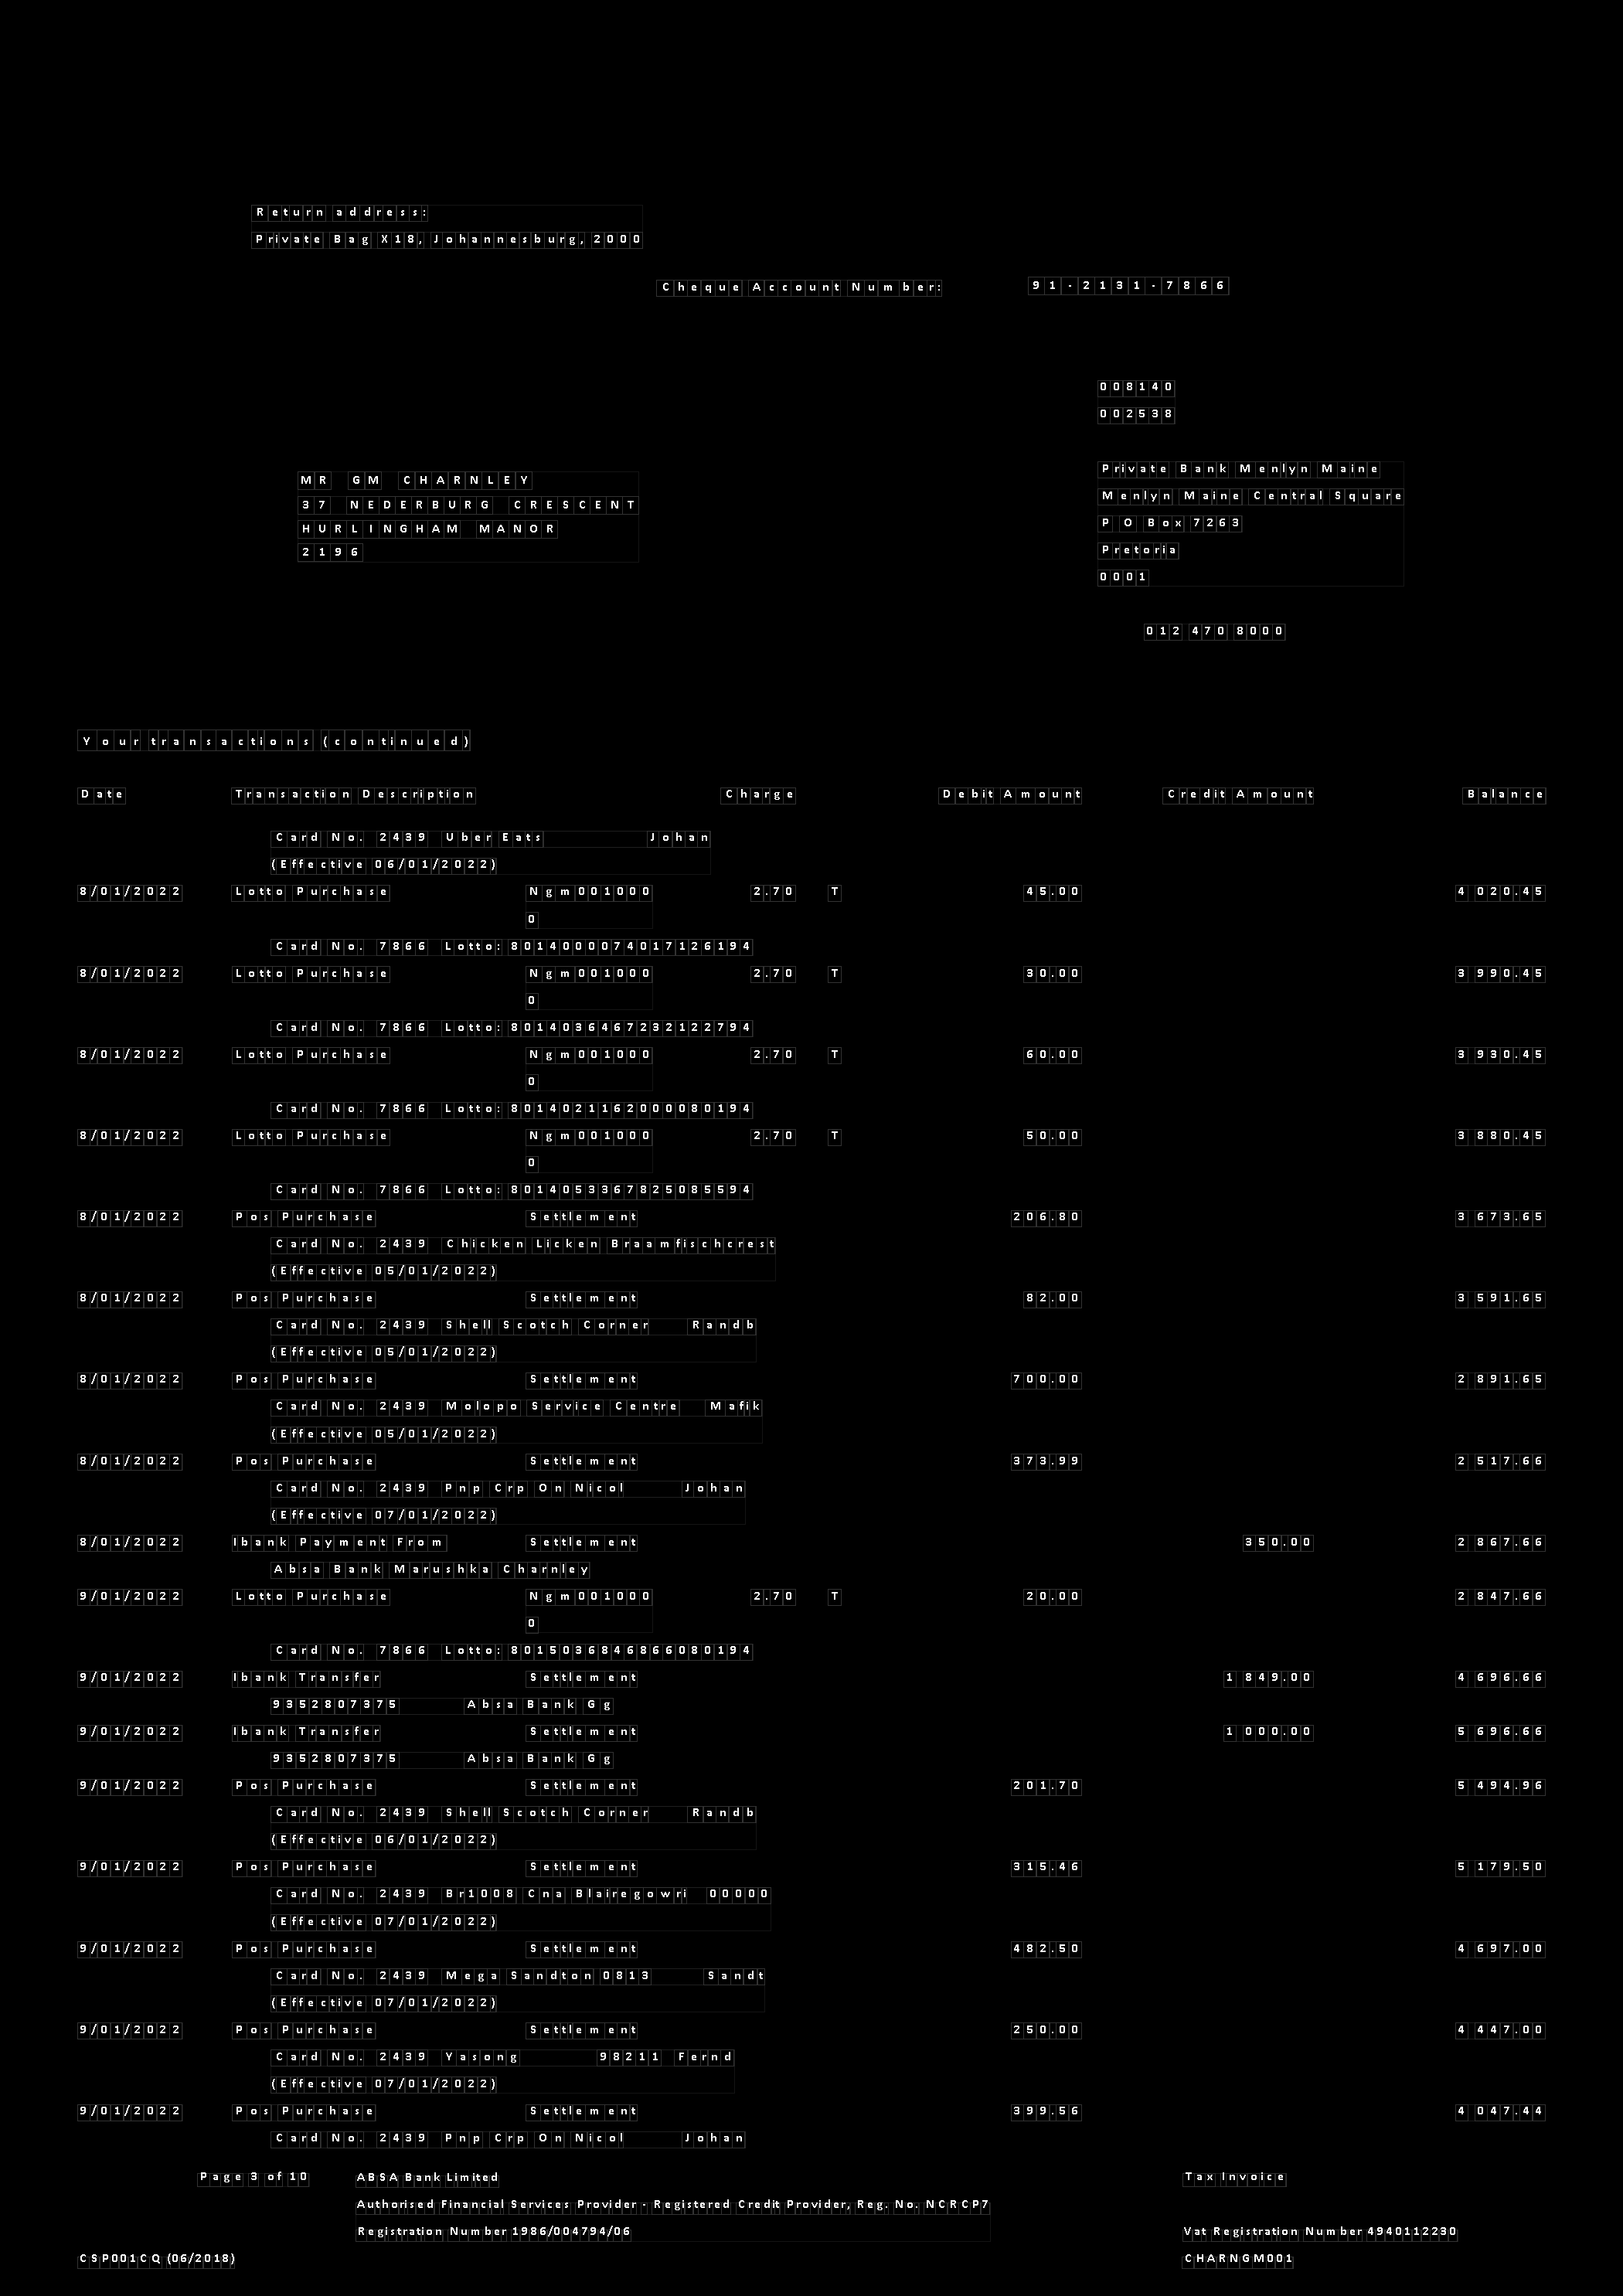 Return address:
Private Bag X18, Johannesburg, 2000
Cheque Account Number: 91-2131-7866
008140
002538
Private Bank Menlyn Maine
MR GM CHARNLEY
Menlyn Maine Central Square
37 NEDERBURG CRESCENT
P O Box 7263
HURLINGHAM MANOR
Pretoria
2196
0001
012 470 8000
Your transactions (continued)
Date Transaction Description Charge Debit Amount Credit Amount Balance
Card No. 2439 Uber Eats Johan
(Effective 06/01/2022)
8/01/2022 Lotto Purchase Ngm001000 2.70 T 45.00 4 020.45
0
Card No. 7866 Lotto: 8014000074017126194
8/01/2022 Lotto Purchase Ngm001000 2.70 T 30.00 3 990.45
0
Card No. 7866 Lotto: 8014036467232122794
8/01/2022 Lotto Purchase Ngm001000 2.70 T 60.00 3 930.45
0
Card No. 7866 Lotto: 8014021162000080194
8/01/2022 Lotto Purchase Ngm001000 2.70 T 50.00 3 880.45
0
Card No. 7866 Lotto: 8014053367825085594
8/01/2022 Pos Purchase Settlement 206.80 3 673.65
Card No. 2439 Chicken Licken Braamfischcrest
(Effective 05/01/2022)
8/01/2022 Pos Purchase Settlement 82.00 3 591.65
Card No. 2439 Shell Scotch Corner Randb
(Effective 05/01/2022)
8/01/2022 Pos Purchase Settlement 700.00 2 891.65
Card No. 2439 Molopo Service Centre Mafik
(Effective 05/01/2022)
8/01/2022 Pos Purchase Settlement 373.99 2 517.66
Card No. 2439 Pnp Crp On Nicol Johan
(Effective 07/01/2022)
8/01/2022 Ibank Payment From Settlement 350.00 2 867.66
Absa Bank Marushka Charnley
9/01/2022 Lotto Purchase Ngm001000 2.70 T 20.00 2 847.66
0
Card No. 7866 Lotto: 8015036846866080194
9/01/2022 Ibank Transfer Settlement 1 849.00 4 696.66
9352807375 Absa Bank Gg
9/01/2022 Ibank Transfer Settlement 1 000.00 5 696.66
9352807375 Absa Bank Gg
9/01/2022 Pos Purchase Settlement 201.70 5 494.96
Card No. 2439 Shell Scotch Corner Randb
(Effective 06/01/2022)
9/01/2022 Pos Purchase Settlement 315.46 5 179.50
Card No. 2439 Br1008 Cna Blairegowri 00000
(Effective 07/01/2022)
9/01/2022 Pos Purchase Settlement 482.50 4 697.00
Card No. 2439 Mega Sandton 0813 Sandt
(Effective 07/01/2022)
9/01/2022 Pos Purchase Settlement 250.00 4 447.00
Card No. 2439 Yasong 98211 Fernd
(Effective 07/01/2022)
9/01/2022 Pos Purchase Settlement 399.56 4 047.44
Card No. 2439 Pnp Crp On Nicol Johan
Page 3 of 10 ABSA Bank Limited Tax Invoice
Authorised Financial Services Provider - Registered Credit Provider, Reg. No. NCRCP7
Registration Number 1986/004794/06 Vat Registration Number 4940112230
CSP001CQ (06/2018) CHARNGM001